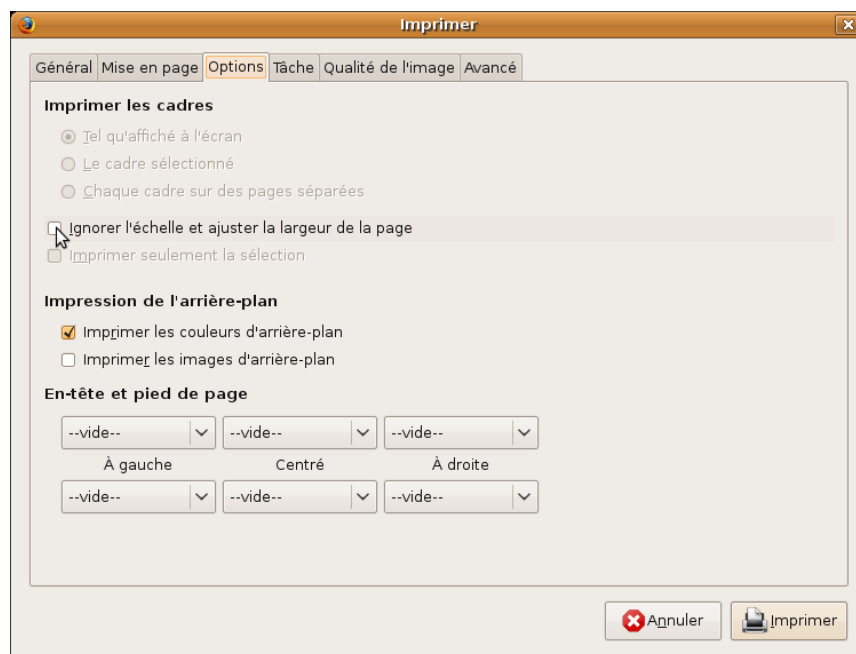 Imprimer
Général Mise en page Options Tâche Qualité de l'image Avancé
Imprimer les cadres
Tel qu'affiché à l'écran
Le cadre sélectionné
Chaque cadre sur des pages séparées
Ignorer l'échelle et ajuster la largeur de la page
Imprimer seulement la sélection
Impression de l'arrière-plan
Imprimer les couleurs d'arrière-plan
Imprimer les images d'arrière-plan
En-tête et pied de page
--vide-- --vide-- --vide--
À gauche Centré À droite
--vide-- --vide-- --vide--
Annuler Imprimer